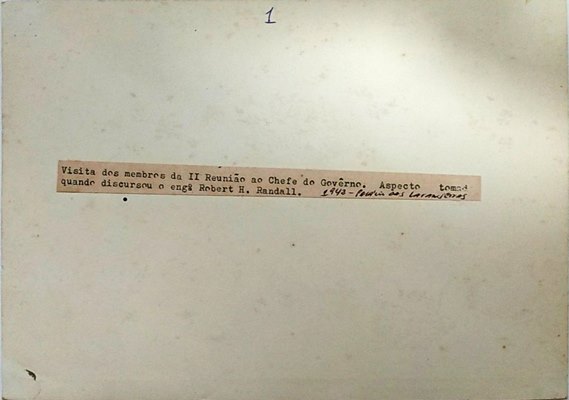 1
Visita dos membros da II Reunião ao Chefe do Govêrno. Aspecto tomad
quando discursou o engº Robert H. Randall. 1943 - Palácio das Laranjeiras